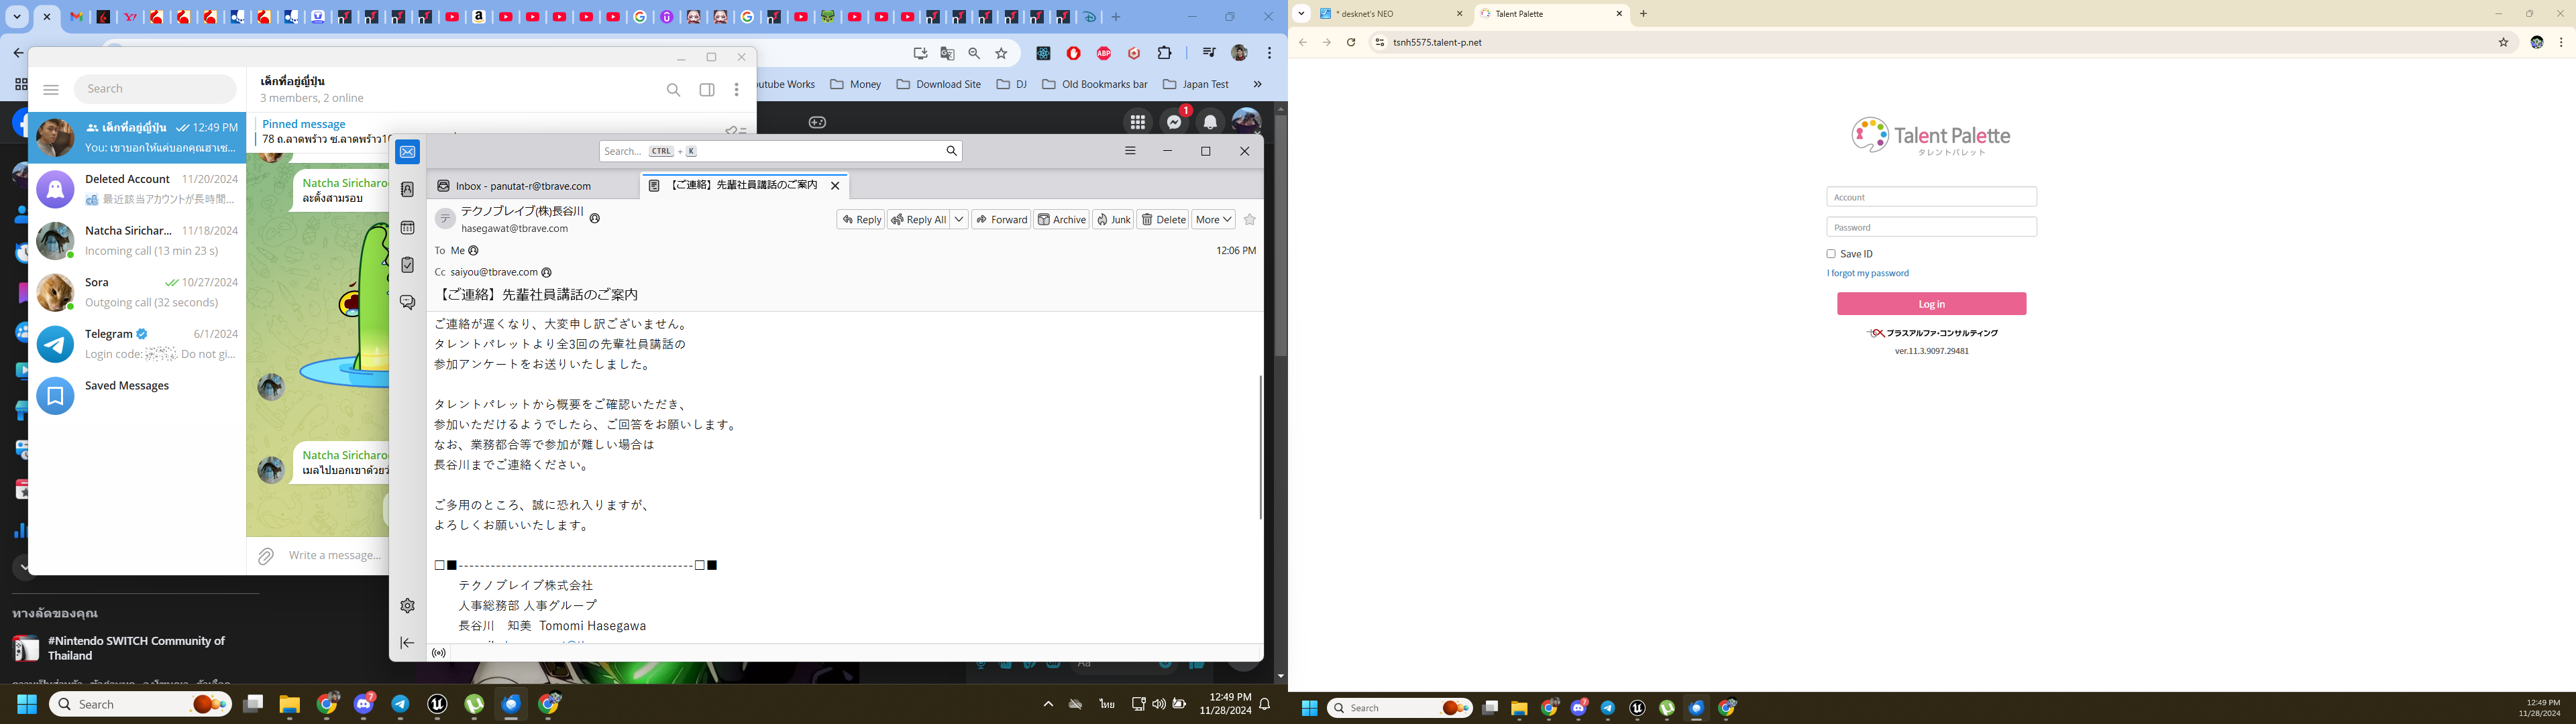 Youtube Works
Money
Download Site
DJ
Old Bookmarks bar
Japan Test
Search
เด็กที่อยู่ญี่ปุ่น
3 members, 2 online
Pinned message
78 ถ.ลาดพร้าว ซ.ลาดพร้าว10
เด็กที่อยู่ญี่ปุ่น
12:49 PM
You: เขาบอกให้แค่บอกคุณฮาเซ...
Deleted Account
11/20/2024
最近該当アカウントが長時間...
Natcha Sirichar...
11/18/2024
Incoming call (13 min 23 s)
Sora
10/27/2024
Outgoing call (32 seconds)
Telegram
6/1/2024
Login code:
Do not gi...
Saved Messages
Natcha Siricharo
ละตั้งสามรอบ
Natcha Siricharo
เมลไปบอกเขาด้วยว
Write a message...
1
Search...
CTRL + K
Inbox - panutat-r@tbrave.com
【ご連絡】先輩社員講話のご案内
テ
テクノブレイブ(株)長谷川
hasegawat@tbrave.com
Reply
Reply All
Forward
Archive
Junk
Delete
More
To Me
12:06 PM
Cc saiyou@tbrave.com
【ご連絡】先輩社員講話のご案内
ご連絡が遅くなり、大変申し訳ございません。
タレントパレットより全3回の先輩社員講話の
参加アンケートをお送りいたしました。
タレントパレットから概要をご確認いただき、
参加いただけるようでしたら、ご回答をお願いします。
なお、業務都合等で参加が難しい場合は
長谷川までご連絡ください。
ご多用のところ、誠に恐れ入りますが、
よろしくお願いいたします。
□■--------------------------------------------□■
テクノブレイブ株式会社
人事総務部 人事グループ
長谷川　知美 Tomomi Hasegawa
ทางลัดของคุณ
#Nintendo SWITCH Community of
Thailand
Aa
Search
7
ไทย
12:49 PM
11/28/2024
* desknet's NEO
Talent Palette
tsnh5575.talent-p.net
Talent Palette
タレントパレット
Account
Password
Save ID
I forgot my password
Log in
プラスアルファ・コンサルティング
ver.11.3.9097.29481
Search
7
12:49 PM
11/28/2024